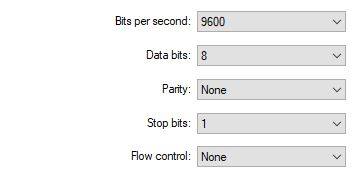 Bits per second: 9600
Data bits: 8
Parity: None
Stop bits: 1
Flow control: None